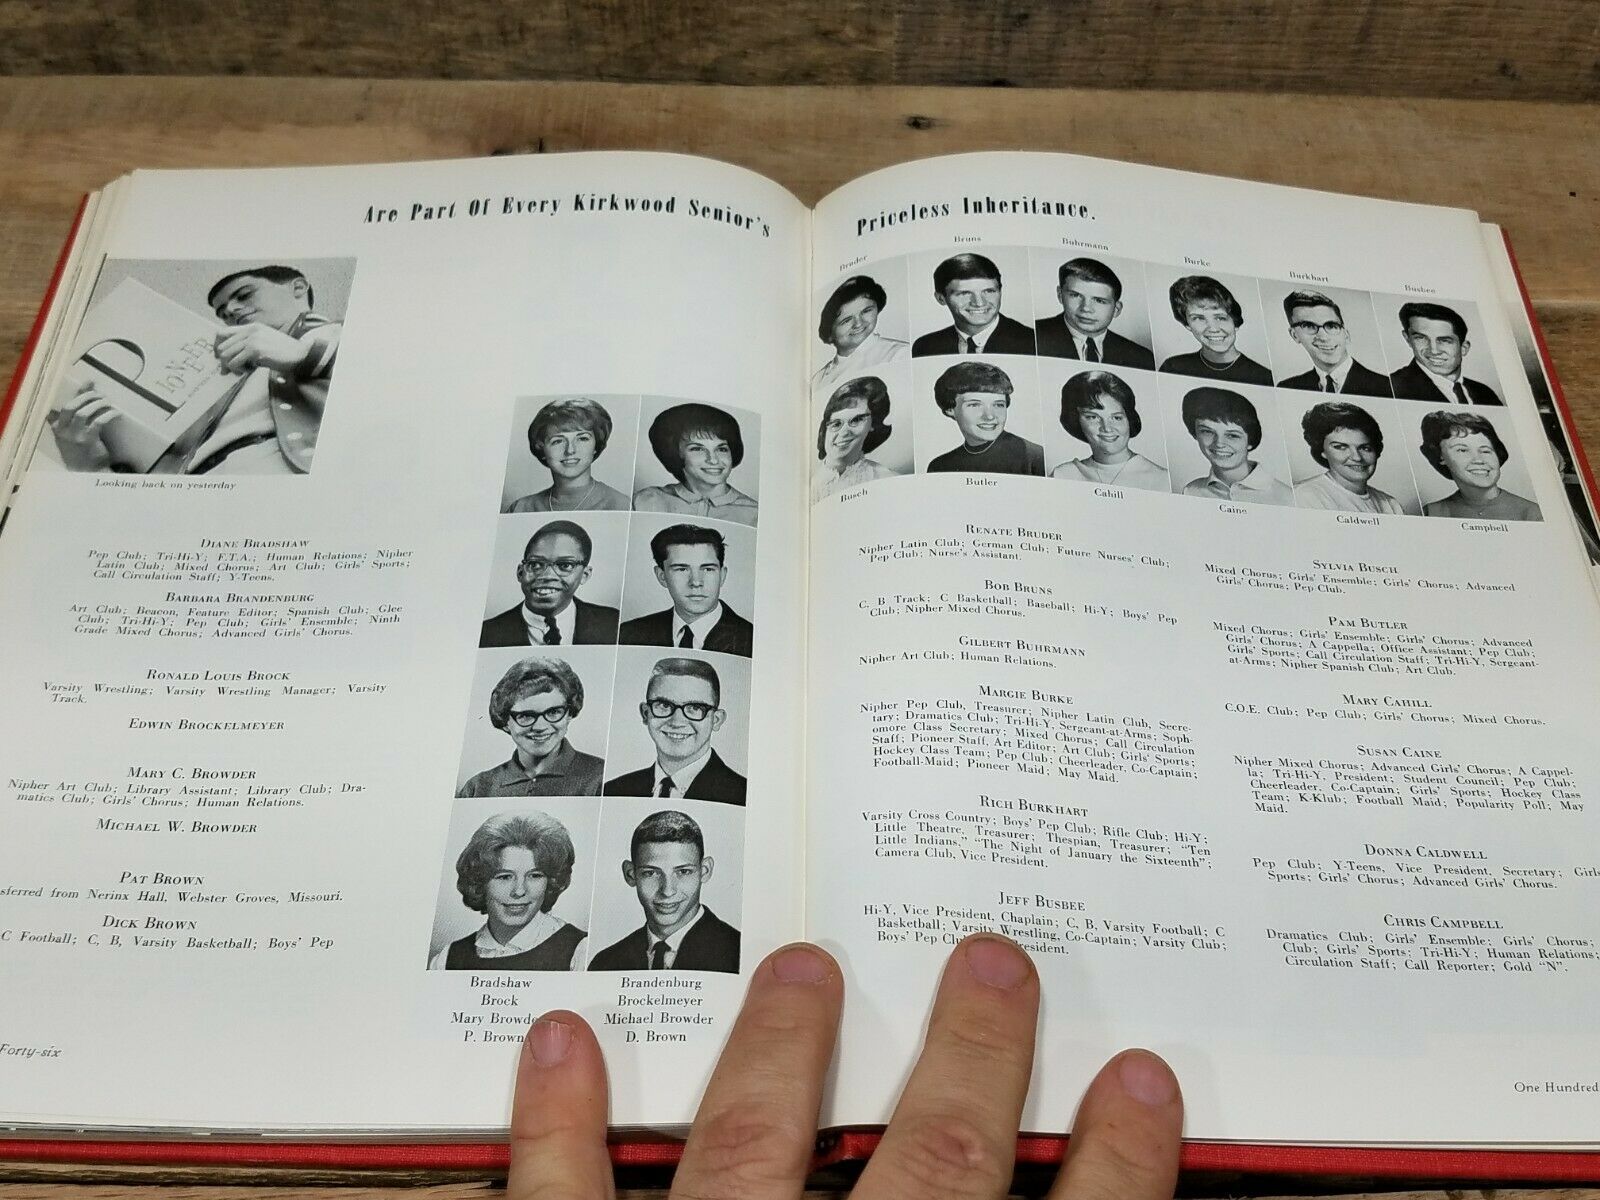 Are Part Of Every Kirkwood Senior's
P
IONEER
Looking back on yesterday
DIANE BRADSHAW
Pep Club; Tri-Hi-Y; F.T.A.; Human Relations; Nipher
Latin Club; Mixed Chorus; Art Club; Girls' Sports;
Call Circulation Staff; Y-Teens.
BARBARA BRANDENBURG
Art Club; Beacon, Feature Editor; Spanish Club; Glee
Club; Tri-Hi-Y; Pep Club; Girls' Ensemble; Ninth
Grade Mixed Chorus; Advanced Girls' Chorus.
RONALD LOUIS BROCK
Varsity Wrestling; Varsity Wrestling Manager; Varsity
Track.
EDWIN BROCKELMEYER
MARY C. BROWDER
Nipher Art Club; Library Assistant; Library Club; Dra-
matics Club; Girls' Chorus; Human Relations.
MICHAEL W. BROWDER
PAT BROWN
sferred from Nerinx Hall, Webster Groves, Missouri.
DICK BROWN
C Football; C, B, Varsity Basketball; Boys' Pep
Bradshaw Brandenburg
Brock Brockelmeyer
Mary Browde Michael Browder
P. Brown D. Brown
Forty-six
Priceless Inheritance.
Bruder Bruns Buhrmann Burke Burkhart Busbee
Busch Butler Cahill Caine Caldwell Campbell
RENATE BRUDER
Nipher Latin Club; German Club; Future Nurses' Club;
Pep Club; Nurse's Assistant.
BOB BRUNS
C, B Track; C Basketball; Baseball; Hi-Y; Boys' Pep
Club; Nipher Mixed Chorus.
GILBERT BUHRMANN
Nipher Art Club; Human Relations.
MARGIE BURKE
Nipher Pep Club, Treasurer; Nipher Latin Club, Secre-
tary; Dramatics Club; Tri-Hi-Y, Sergeant-at-Arms; Soph-
omore Class Secretary; Mixed Chorus; Call Circulation
Staff; Pioneer Staff, Art Editor; Art Club; Girls' Sports;
Hockey Class Team; Pep Club; Cheerleader, Co-Captain;
Football-Maid; Pioneer Maid; May Maid.
RICH BURKHART
Varsity Cross Country; Boys' Pep Club; Rifle Club; Hi-Y;
Little Theatre, Treasurer; Thespian, Treasurer; "Ten
Little Indians," "The Night of January the Sixteenth";
Camera Club, Vice President.
JEFF BUSBEE
Hi-Y, Vice President, Chaplain; C, B, Varsity Football; C
Basketball; Varsity Wrestling, Co-Captain; Varsity Club;
Boys' Pep Clu resident.
SYLVIA BUSCH
Mixed Chorus; Girls' Ensemble; Girls' Chorus; Advanced
Girls' Chorus; Pep Club.
PAM BUTLER
Mixed Chorus; Girls' Ensemble; Girls' Chorus; Advanced
Girls' Chorus; A Cappella; Office Assistant; Pep Club;
Girls' Sports; Call Circulation Staff; Tri-Hi-Y, Sergeant-
at-Arms; Nipher Spanish Club; Art Club.
MARY CAHILL
C.O.E. Club; Pep Club; Girls' Chorus; Mixed Chorus.
SUSAN CAINE
Nipher Mixed Chorus; Advanced Girls' Chorus; A Cappel-
la; Tri-Hi-Y, President; Student Council; Pep Club;
Cheerleader, Co-Captain; Girls' Sports; Hockey Class
Team; K-Klub; Football Maid; Popularity Poll; May
Maid.
DONNA CALDWELL
Pep Club; Y-Teens, Vice President, Secretary; Girls
Sports; Girls' Chorus; Advanced Girls' Chorus.
CHRIS CAMPBELL
Dramatics Club; Girls' Ensemble; Girls' Chorus;
Club; Girls' Sports; Tri-Hi-Y; Human Relations;
Circulation Staff; Call Reporter; Gold "N".
One Hundred